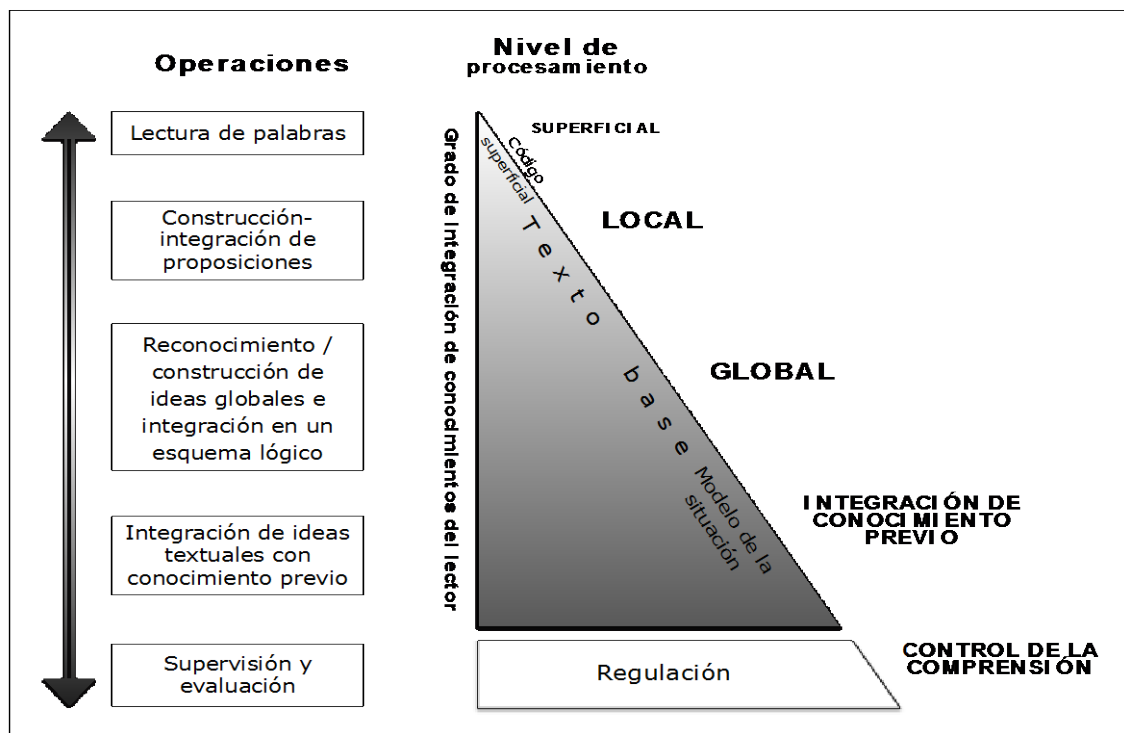 Operaciones
Nivel de
procesamiento
Lectura de palabras
Construcción-
integración de
proposiciones
Reconocimiento /
construcción de
ideas globales e
integración en un
esquema lógico
Integración de ideas
textuales con
conocimiento previo
Supervisión y
evaluación
Grado de integración de conocimientos del lector
Código
superficial
Texto base
Modelo de la
situación
Regulación
SUPERFICIAL
LOCAL
GLOBAL
INTEGRACIÓN DE
CONOCIMIENTO
PREVIO
CONTROL DE LA
COMPRENSIÓN